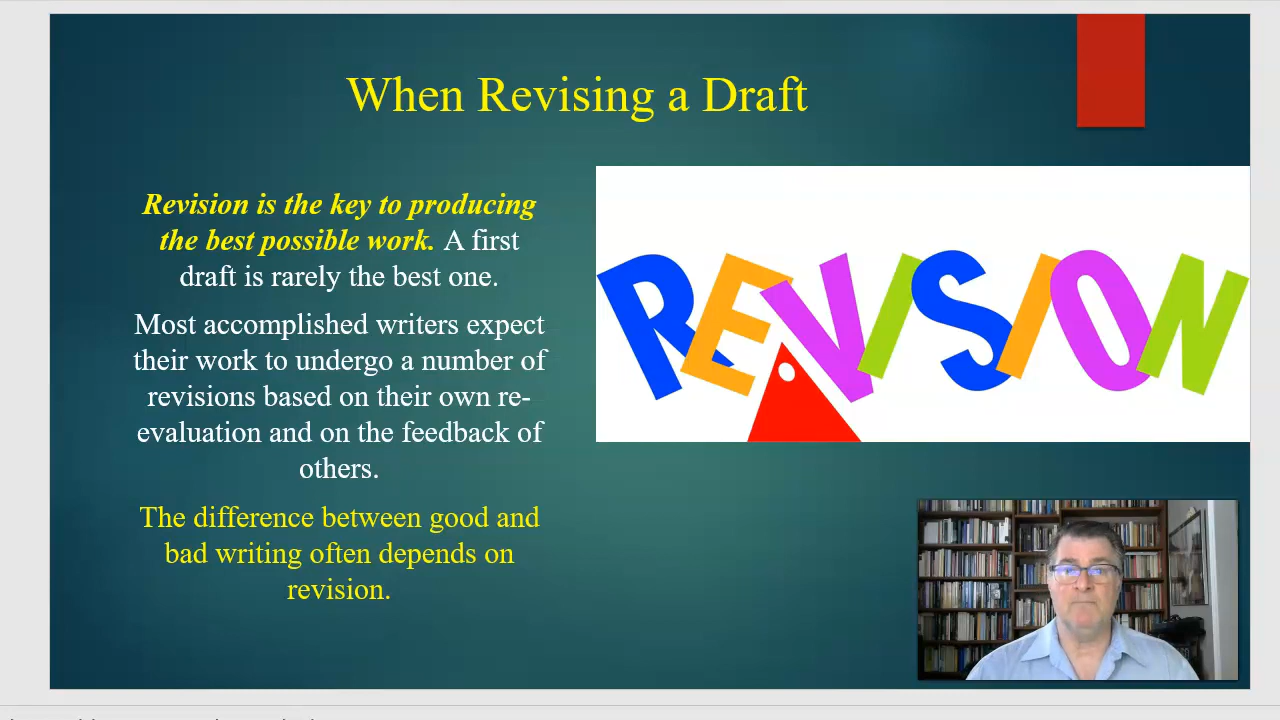 When Revising a Draft
Revision is the key to producing
the best possible work. A first
draft is rarely the best one.
Most accomplished writers expect
their work to undergo a number of
revisions based on their own re-
evaluation and on the feedback of
others.
The difference between good and
bad writing often depends on
revision.
REVISION